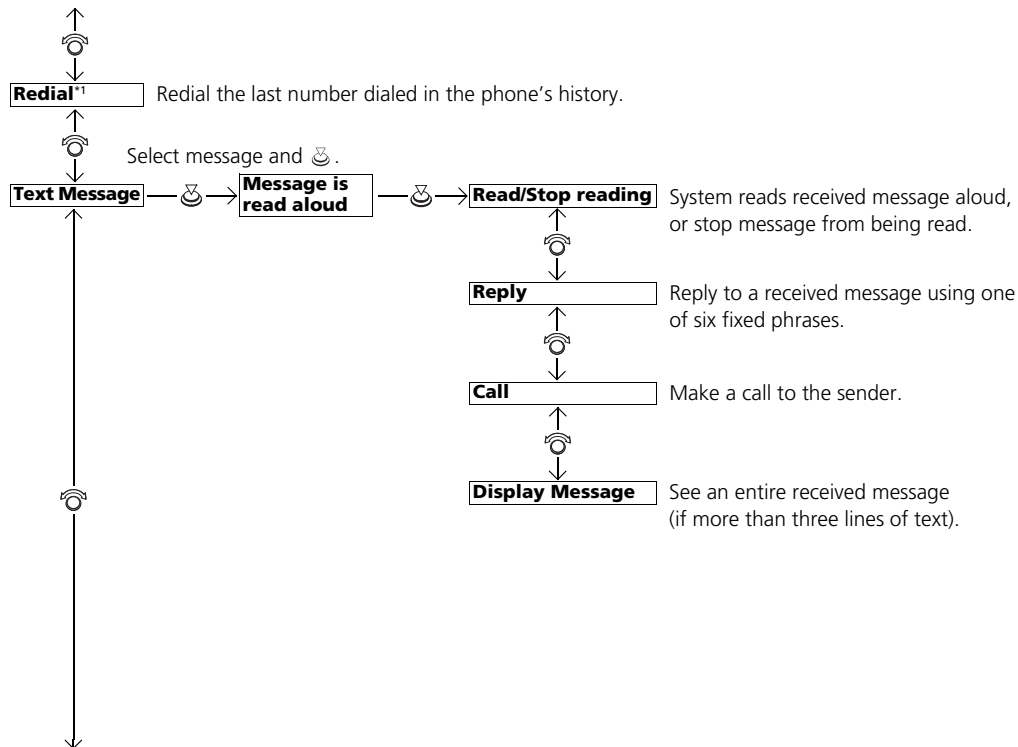 Redial*1 Redial the last number dialed in the phone's history.
Select message and .
Text Message
Message is
read aloud
Read/Stop reading
System reads received message aloud,
or stop message from being read.
Reply
Reply to a received message using one
of six fixed phrases.
Call
Make a call to the sender.
Display Message
See an entire received message
(if more than three lines of text).